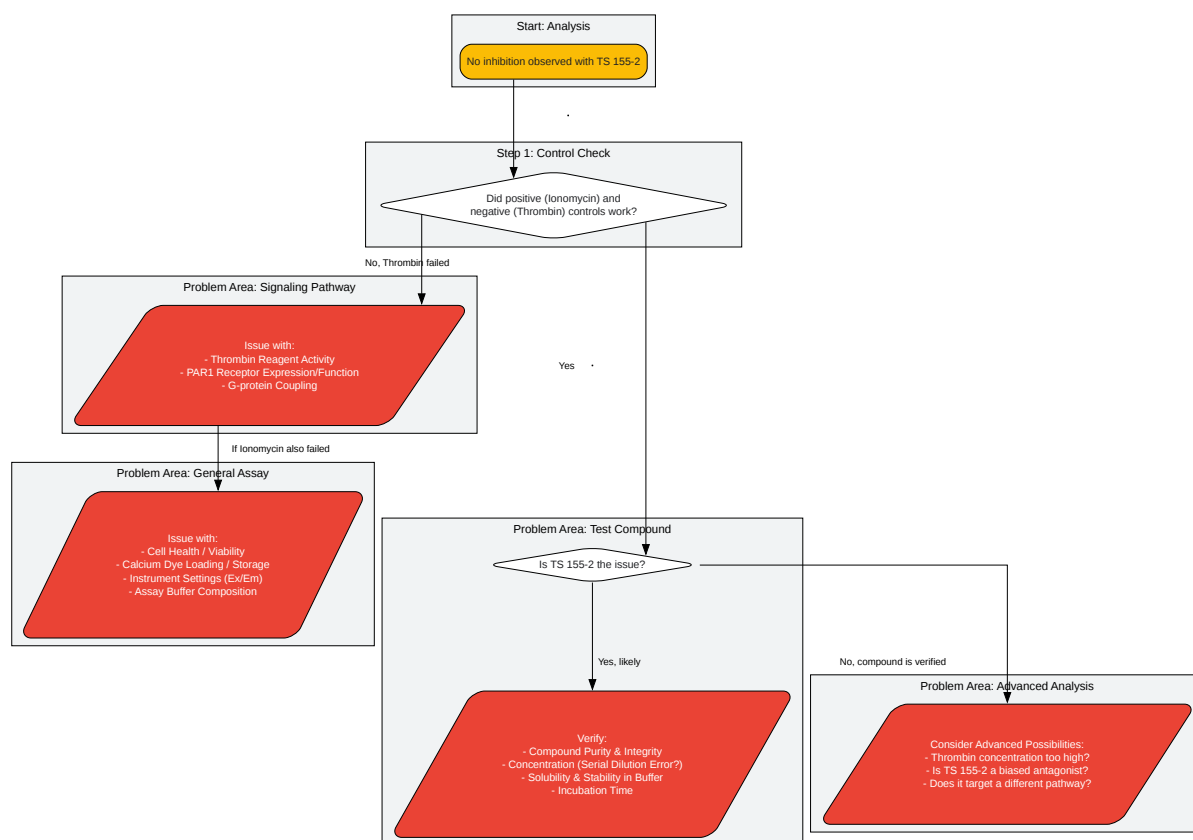 Start: Analysis
No inhibition observed with TS 155-2
Step 1: Control Check
Did positive (Ionomycin) and
negative (Thrombin) controls work?
No, Thrombin failed
Problem Area: Signaling Pathway
Issue with:
- Thrombin Reagent Activity
- PAR1 Receptor Expression/Function
- G-protein Coupling
Yes
If Ionomycin also failed
Problem Area: General Assay
Issue with:
- Cell Health / Viability
- Calcium Dye Loading / Storage
- Instrument Settings (Ex/Em)
- Assay Buffer Composition
Problem Area: Test Compound
Is TS 155-2 the issue?
Yes, likely
No, compound is verified
Verify:
- Compound Purity & Integrity
- Concentration (Serial Dilution Error?)
- Solubility & Stability in Buffer
- Incubation Time
Problem Area: Advanced Analysis
Consider Advanced Possibilities:
- Thrombin concentration too high?
- Is TS 155-2 a biased antagonist?
- Does it target a different pathway?